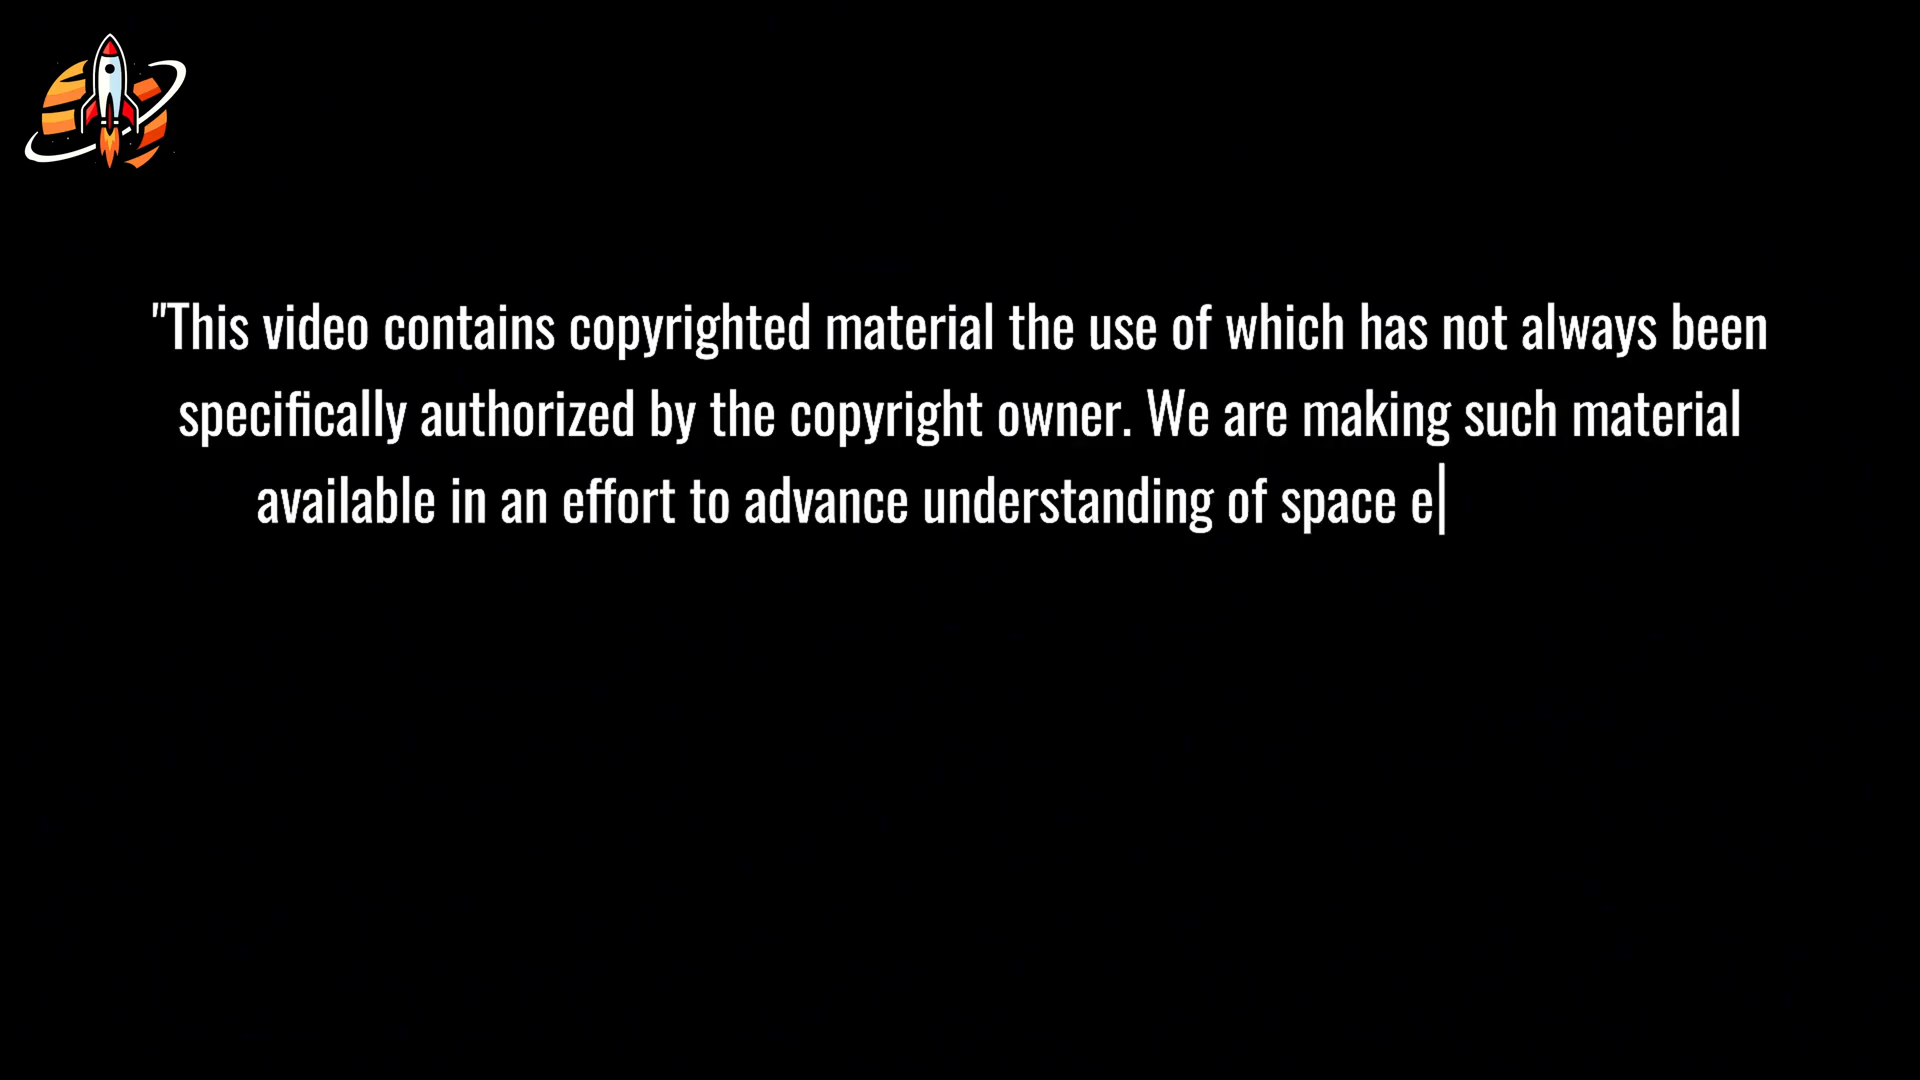 "This video contains copyrighted material the use of which has not always been
specifically authorized by the copyright owner. We are making such material
available in an effort to advance understanding of space e